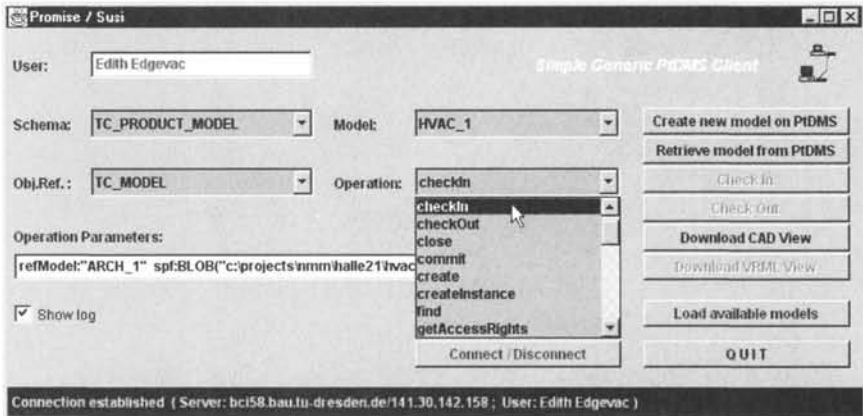 Promise / Susi
User: Edith Edgevac
Simple Generic PtDMS Client
Schema: TC_PRODUCT_MODEL Model: HVAC_1 Create new model on PtDMS
Retrieve model from PtDMS
Obj.Ref.: TC_MODEL Operation: checkIn Check In
checkIn
Check Out
checkOut
Operation Parameters: close Download CAD View
commit
refModel:"ARCH_1" spf:BLOB("c:\projects\nmm\halle21\hvac
create Download VRML View
createInstance
Show log find Load available models
getAccessRights
Connect / Disconnect QUIT
Connection established ( Server: bci58.bau.tu-dresden.de/141.30.142.158 ; User: Edith Edgevac )